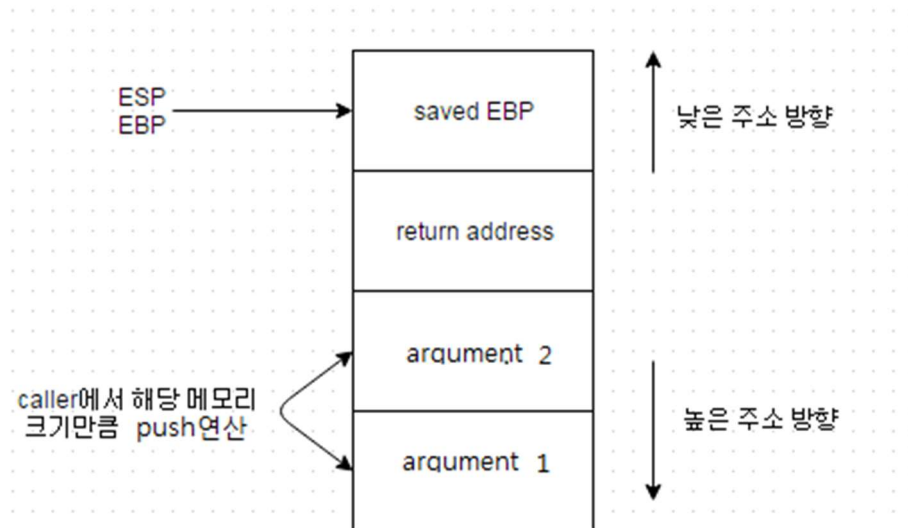 ESP
EBP
saved EBP
낮은 주소 방향
return address
argument 2
caller에서 해당 메모리
크기만큼 push연산
높은 주소 방향
argument 1